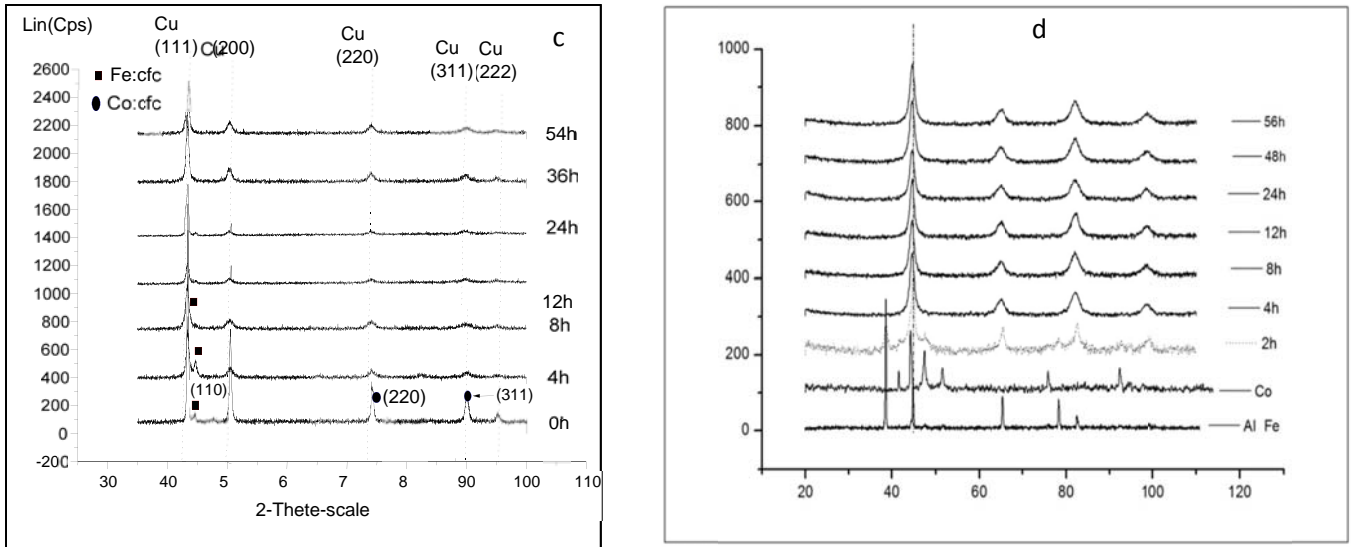 Lin(Cps)
Cu
(111)
(200)
Cu
(220)
Cu
(311)
Cu
(222)
c
2600
2400
2200
2000
1800
1600
1400
1200
1000
800
600
400
200
0
-200
Fe:cfc
Co:cfc
54h
36h
24h
12h
8h
4h
0h
(110)
(220)
(311)
30 5 6 7 8 9 100 110
2-Thete-scale
d
1000
800
600
400
200
0
56h
48h
24h
12h
8h
4h
2h
Co
Al Fe
20 40 60 80 100 120